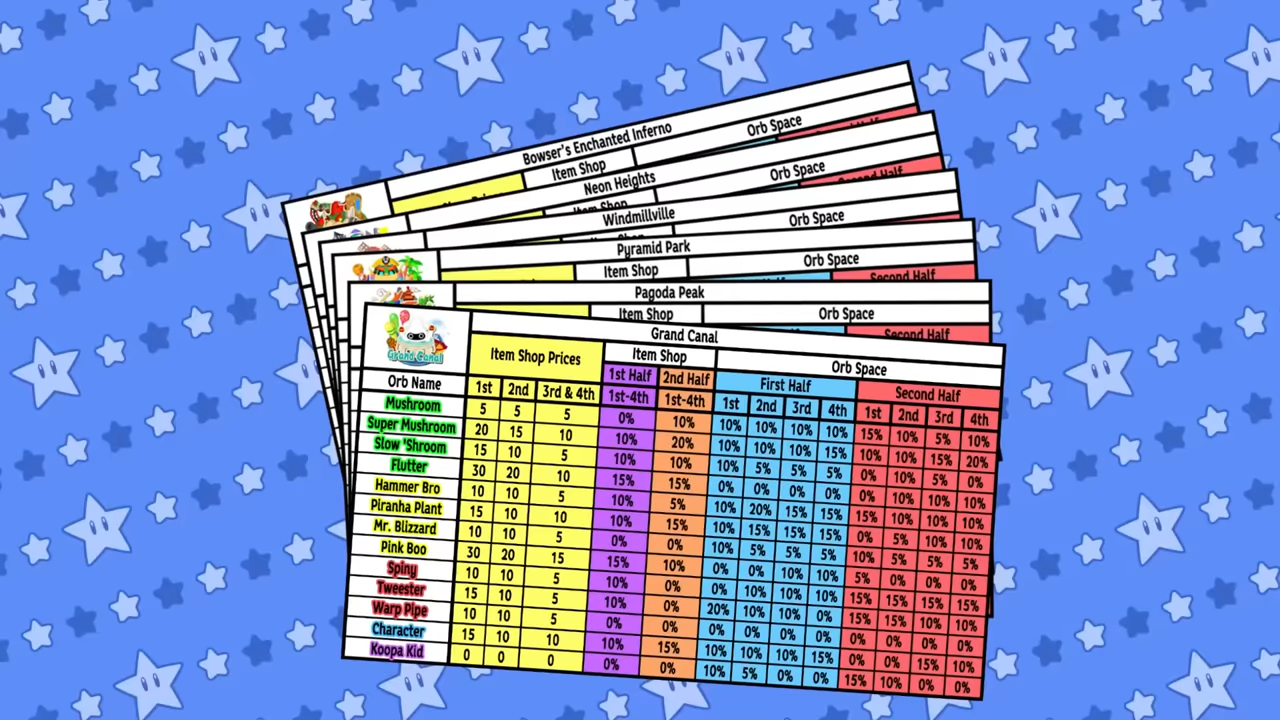 Bowser's Enchanted Inferno
Item Shop Orb Space
Neon Heights
Orb Space
Windmillville
Orb Space
Pyramid Park
Item Shop Orb Space
Second Half
Pagoda Peak
Item Shop Orb Space
Second Half
Grand Canal
Grand Canal
Item Shop Prices Item Shop Orb Space
1st Half 2nd Half First Half Second Half
Orb Name 1st 2nd 3rd & 4th 1st-4th 1st-4th 1st 2nd 3rd 4th 1st 2nd 3rd 4th
Mushroom 5 5 5 0% 10% 10% 10% 10% 10% 15% 10% 5% 10%
Super Mushroom 20 15 10 10% 20% 10% 10% 10% 15% 10% 10% 15% 20%
Slow 'Shroom 15 10 5 10% 10% 10% 5% 5% 5% 0% 10% 5% 0%
Flutter 30 20 10 15% 15% 0% 0% 0% 0% 0% 10% 10% 10%
Hammer Bro 10 10 5 10% 5% 10% 20% 15% 15% 15% 10% 10% 10%
Piranha Plant 15 10 10 10% 15% 10% 15% 15% 15% 0% 5% 10% 10%
Mr. Blizzard 10 10 5 0% 0% 10% 5% 5% 5% 10% 5% 5% 5%
Pink Boo 30 20 15 15% 10% 0% 0% 10% 10% 5% 0% 0% 0%
Spiny 10 10 5 10% 0% 0% 10% 10% 10% 15% 15% 15% 15%
Tweester 15 10 5 10% 0% 20% 10% 10% 0% 15% 15% 10% 10%
Warp Pipe 10 10 5 0% 0% 0% 0% 0% 0% 0% 0% 0% 0%
Character 15 10 10 10% 15% 10% 10% 10% 15% 0% 0% 15% 10%
Koopa Kid 0 0 0 0% 0% 10% 5% 0% 0% 15% 10% 0% 0%